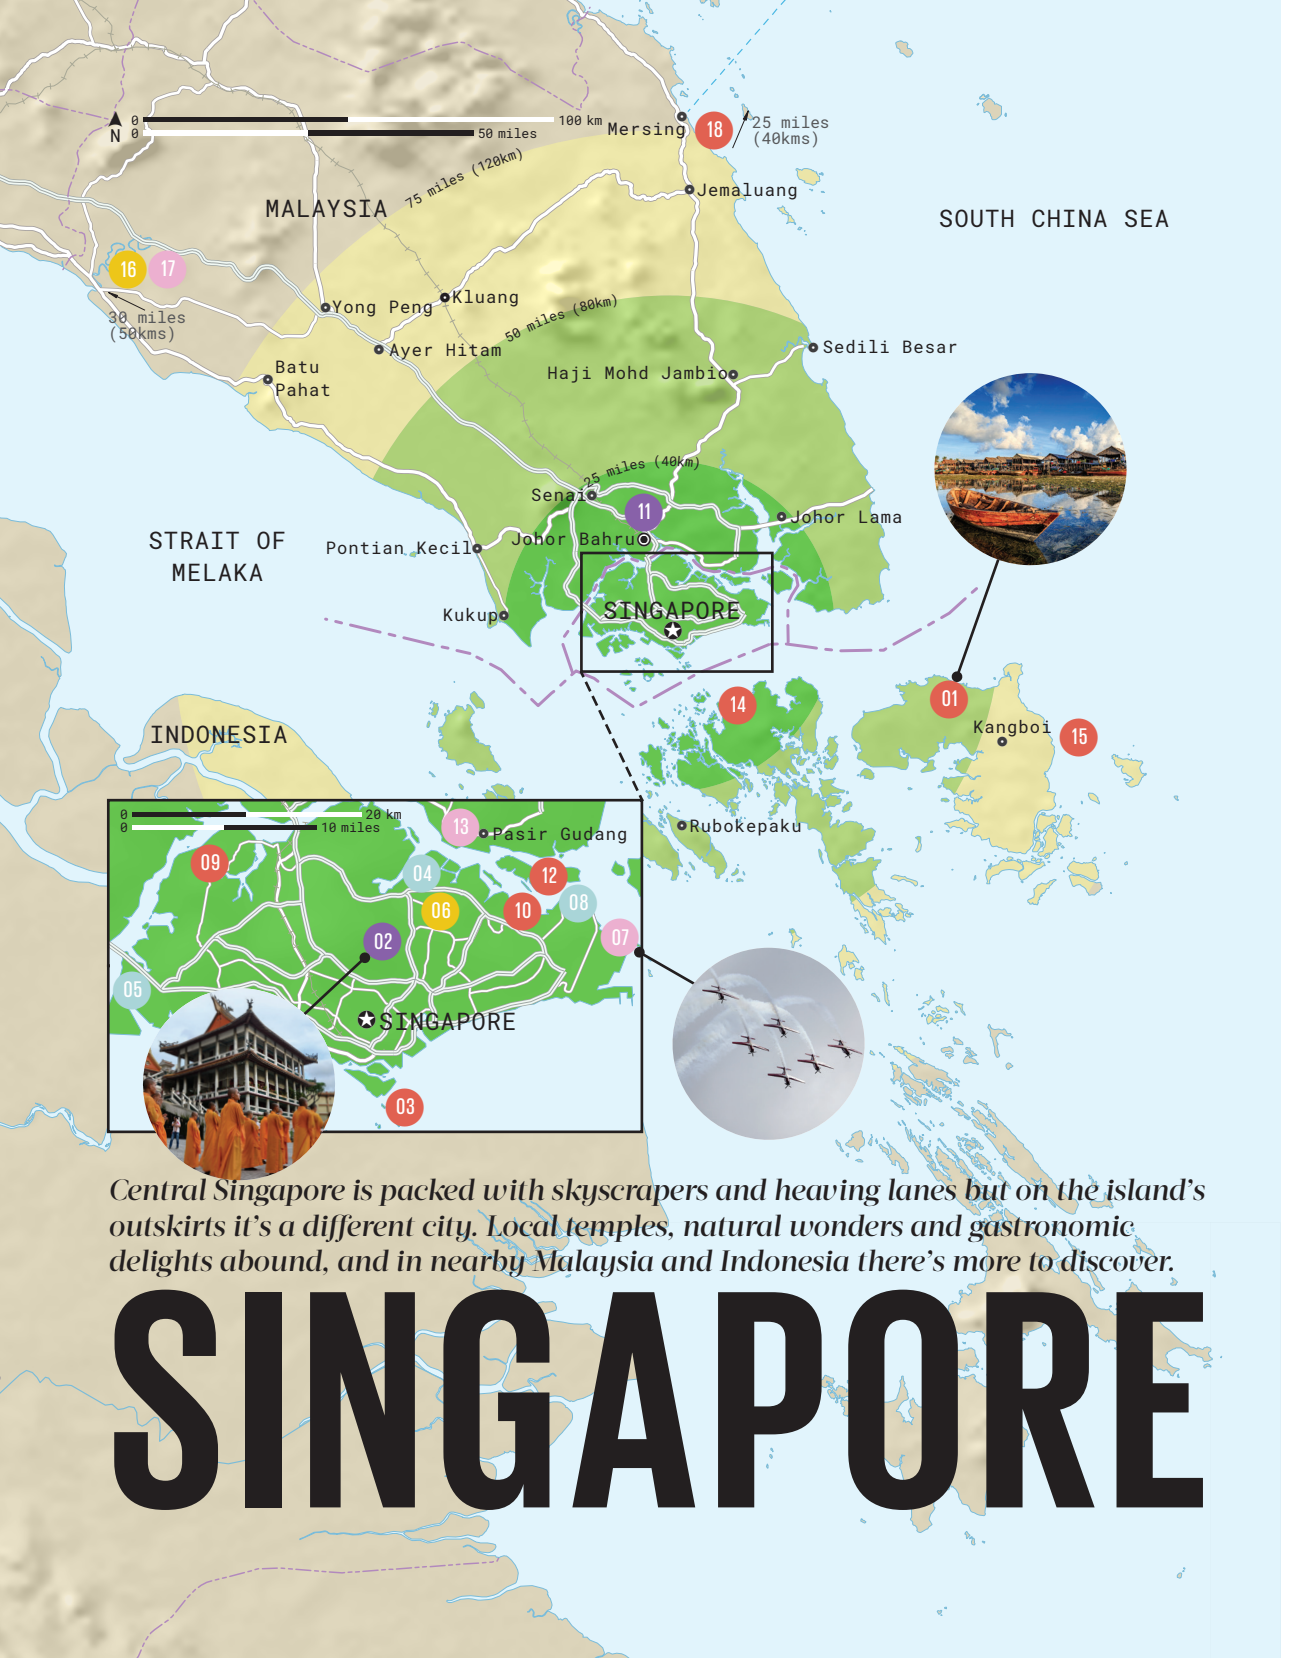 0 100 km
N 0 50 miles
Mersing
18
25 miles
(40kms)
75 miles (120km)
Jemaluang
MALAYSIA
SOUTH CHINA SEA
16 17
30 miles
(50kms)
Yong Peng
Kluang
50 miles (80km)
Ayer Hitam
Sedili Besar
Batu
Pahat
Haji Mohd Jambio
25 miles (40km)
Senai
11
Johor Lama
STRAIT OF
MELAKA
Pontian Kecil
Johor Bahru
SINGAPORE
Kukup
14
01
Kangboi
15
INDONESIA
Rubokepaku
0 20 km
0 10 miles
13
Pasir Gudang
09
04
12
06
10
08
02
07
05
SINGAPORE
03
Central Singapore is packed with skyscrapers and heaving lanes but on the island’s
outskirts it’s a different city. Local temples, natural wonders and gastronomic
delights abound, and in nearby Malaysia and Indonesia there’s more to discover.
SINGAPORE